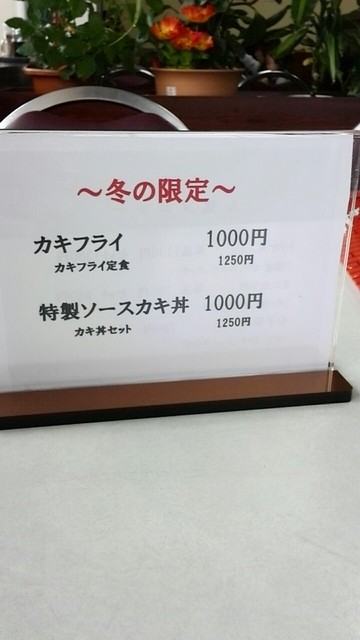 ～冬の限定～
カキフライ 1000円
カキフライ定食 1250円
特製ソースカキ丼 1000円
カキ丼セット 1250円